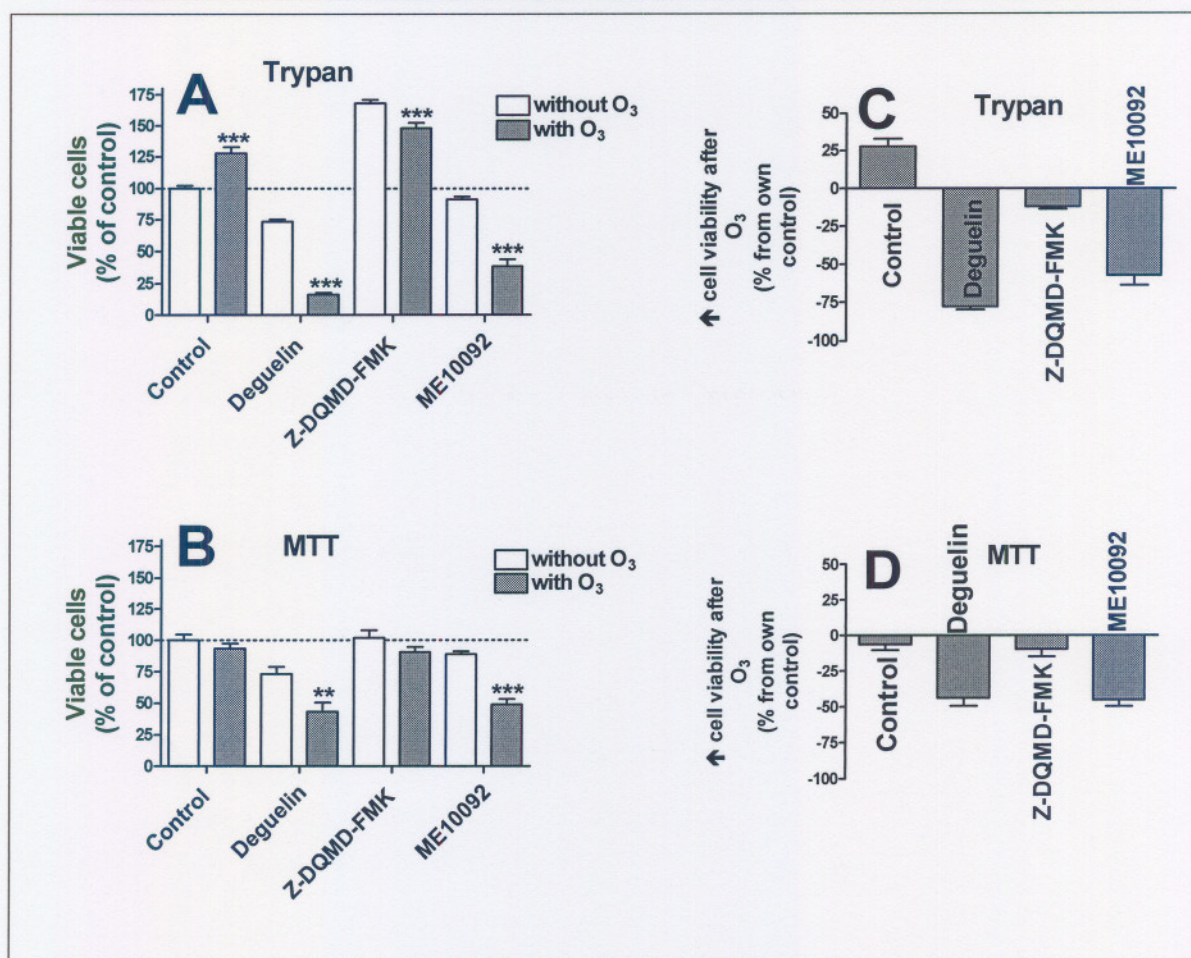 A
Trypan
Viable cells
(% of control)
175
150
125
100
75
50
25
0
***
***
***
***
without O₃
with O₃
Control
Deguelin
Z-DQMD-FMK
ME10092
C
Trypan
↑ cell viability after
O₃
(% from own
control)
50
25
0
-25
-50
-75
-100
Control
Deguelin
Z-DQMD-FMK
ME10092
B
MTT
Viable cells
(% of control)
175
150
125
100
75
50
25
0
**
***
without O₃
with O₃
Control
Deguelin
Z-DQMD-FMK
ME10092
D
MTT
↑ cell viability after
O₃
(% from own
control)
50
25
0
-25
-50
-75
-100
Control
Deguelin
Z-DQMD-FMK
ME10092